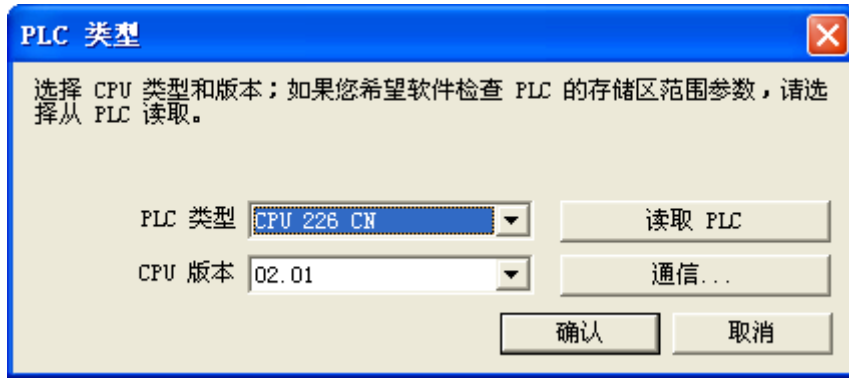 PLC 类型
选择 CPU 类型和版本;如果您希望软件检查 PLC 的存储区范围参数,请选
择从 PLC 读取。
PLC 类型 CPU 226 CN 读取 PLC
CPU 版本 02.01 通信...
确认 取消